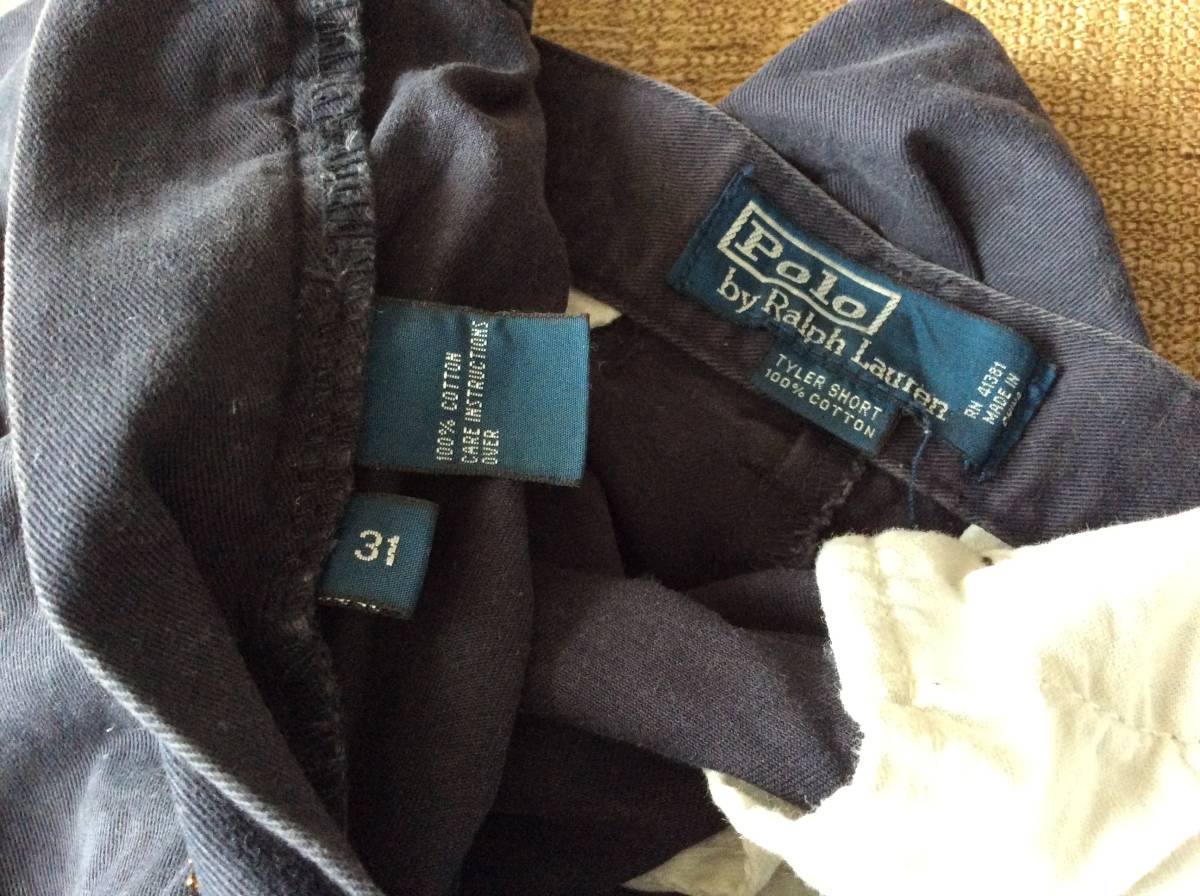 Polo
by Ralph Lauren
TYLER SHORT
100% COTTON
RN 41381
MADE IN
100% COTTON
CARE INSTRUCTIONS
OVER
31